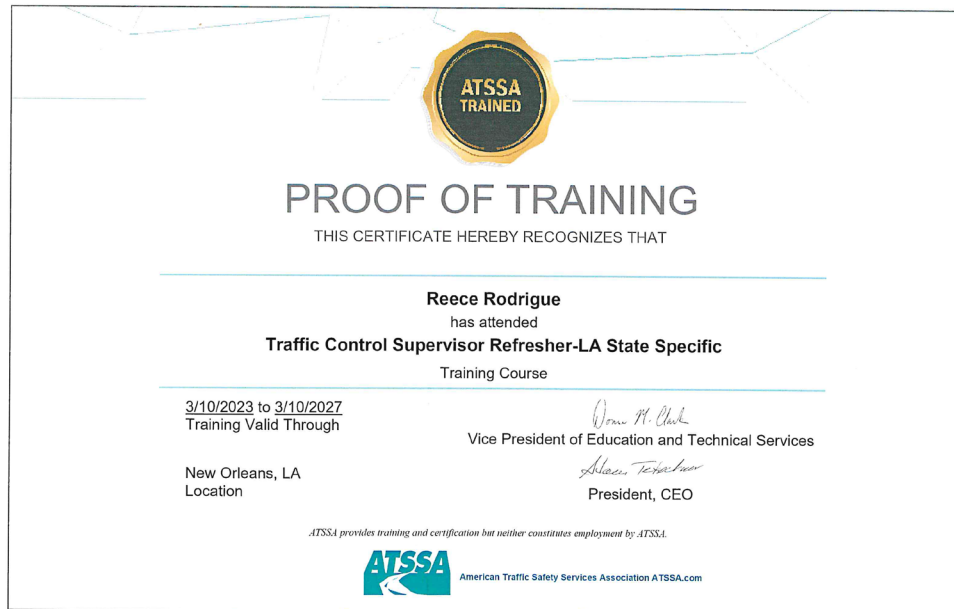 ATSSA
TRAINED
PROOF OF TRAINING
THIS CERTIFICATE HEREBY RECOGNIZES THAT
Reece Rodrigue
has attended
Traffic Control Supervisor Refresher-LA State Specific
Training Course
3/10/2023 to 3/10/2027
Training Valid Through
Donna M. Clark
Vice President of Education and Technical Services
New Orleans, LA
Location
President, CEO
ATSSA provides training and certification but neither constitutes employment by ATSSA.
ATSSA
American Traffic Safety Services Association ATSSA.com